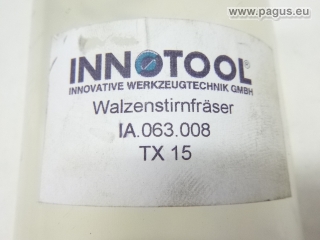 www.pagus.eu
INNOTOOL®
INNOVATIVE WERKZEUGTECHNIK GMBH
Walzenstirnfräser
IA.063.008
TX 15